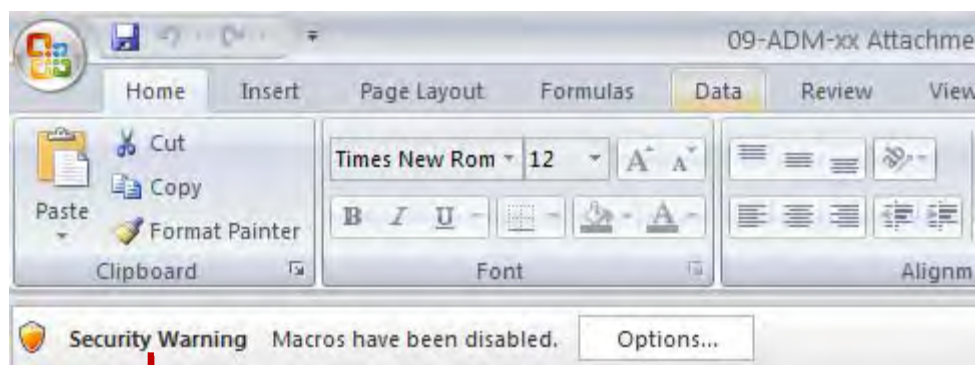 09-ADM-xx Attachme
Home Insert Page Layout Formulas Data Review View
Cut
Copy
Paste
Format Painter
Clipboard
Times New Rom 12 A A
B I U A
Font
Alignm
Security Warning Macros have been disabled. Options...